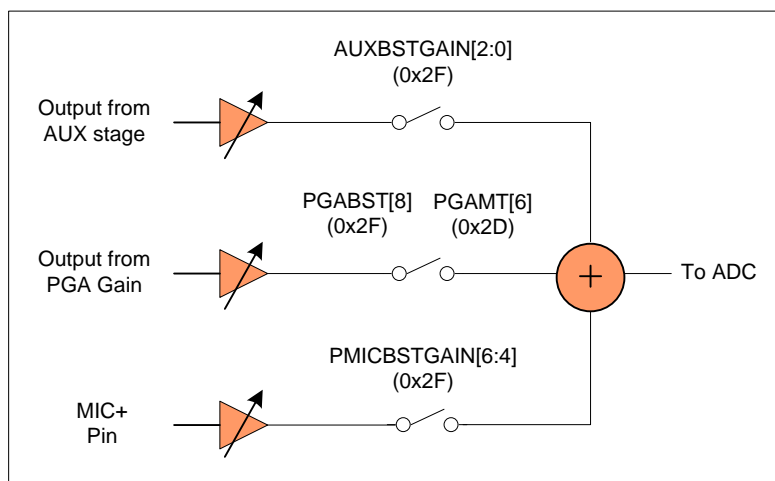 AUXBSTGAIN[2:0]
(0x2F)
Output from
AUX stage
PGABST[8]
(0x2F)
PGAMT[6]
(0x2D)
Output from
PGA Gain
+
To ADC
PMICBSTGAIN[6:4]
(0x2F)
MIC+
Pin